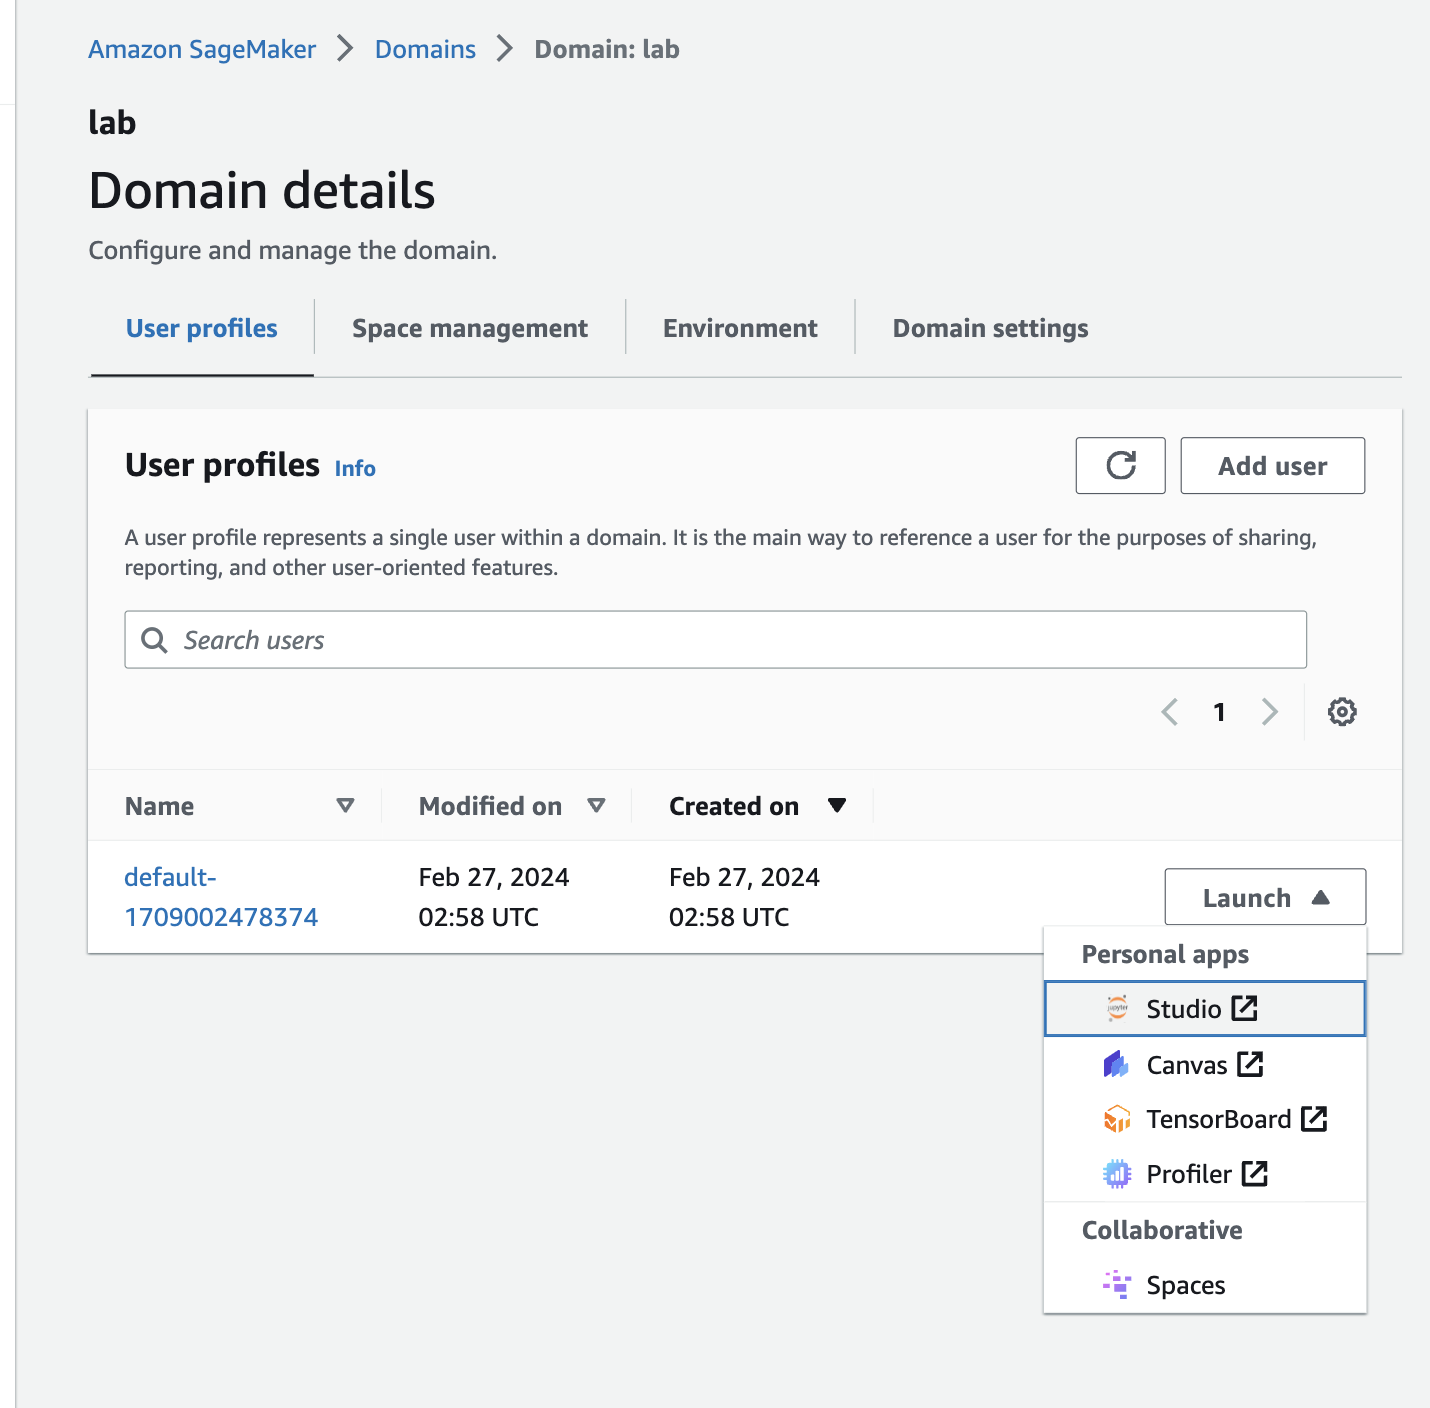 Amazon SageMaker > Domains > Domain: lab
lab
Domain details
Configure and manage the domain.
User profiles Space management Environment Domain settings
User profiles Info
Add user
A user profile represents a single user within a domain. It is the main way to reference a user for the purposes of sharing,
reporting, and other user-oriented features.
Search users
1
Name Modified on Created on
default- Feb 27, 2024 Feb 27, 2024
1709002478374 02:58 UTC 02:58 UTC
Launch
Personal apps
jupyter Studio
Canvas
TensorBoard
Profiler
Collaborative
Spaces